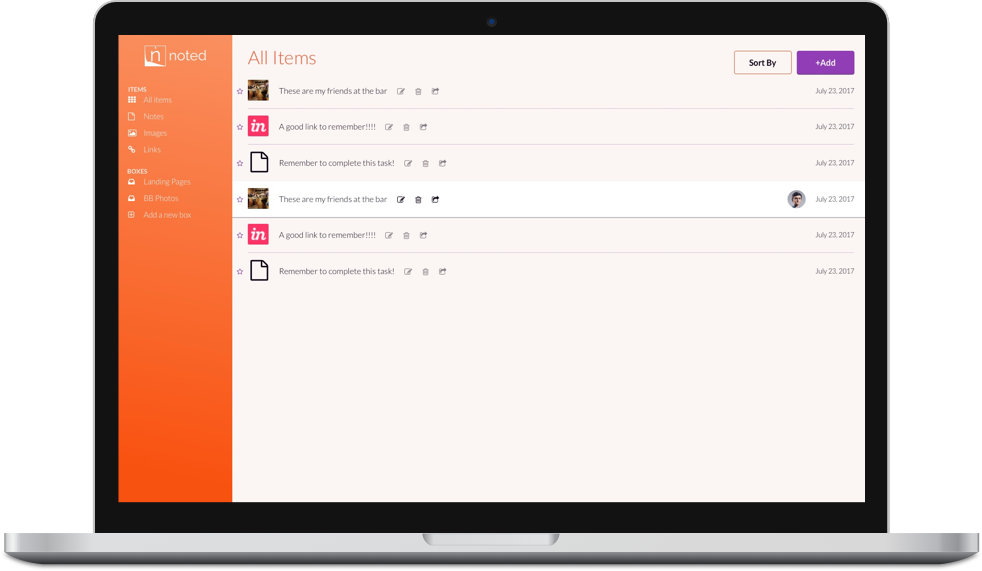 n noted
All Items
Sort By
+Add
ITEMS
All items
Notes
Images
Links
BOXES
Landing Pages
BB Photos
Add a new box
These are my friends at the bar July 23, 2017
in A good link to remember!!!! July 23, 2017
Remember to complete this task! July 23, 2017
These are my friends at the bar July 23, 2017
in A good link to remember!!!! July 23, 2017
Remember to complete this task! July 23, 2017